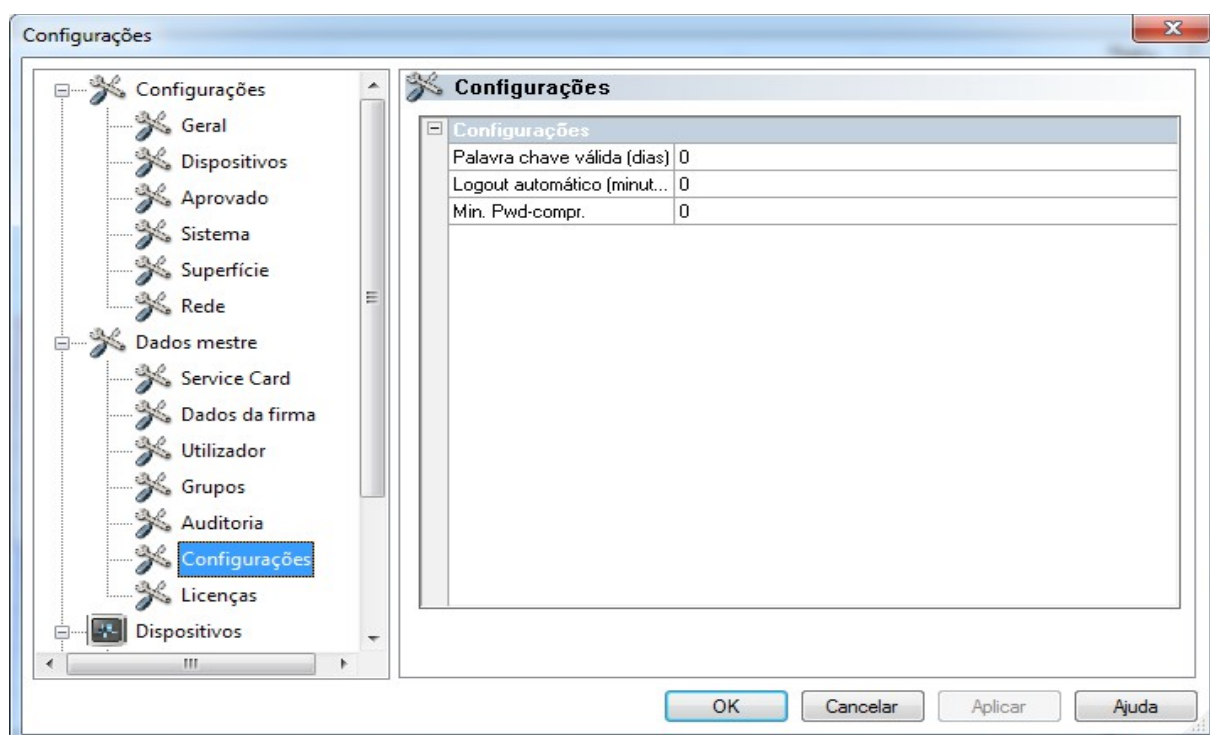 Configurações
Configurações
Geral
Dispositivos
Aprovado
Sistema
Superfície
Rede
Dados mestre
Service Card
Dados da firma
Utilizador
Grupos
Auditoria
Configurações
Licenças
Dispositivos
Configurações
Configurações
Palavra chave válida (dias) 0
Logout automático (minut... 0
Min. Pwd-compr. 0
OK Cancelar Aplicar Ajuda